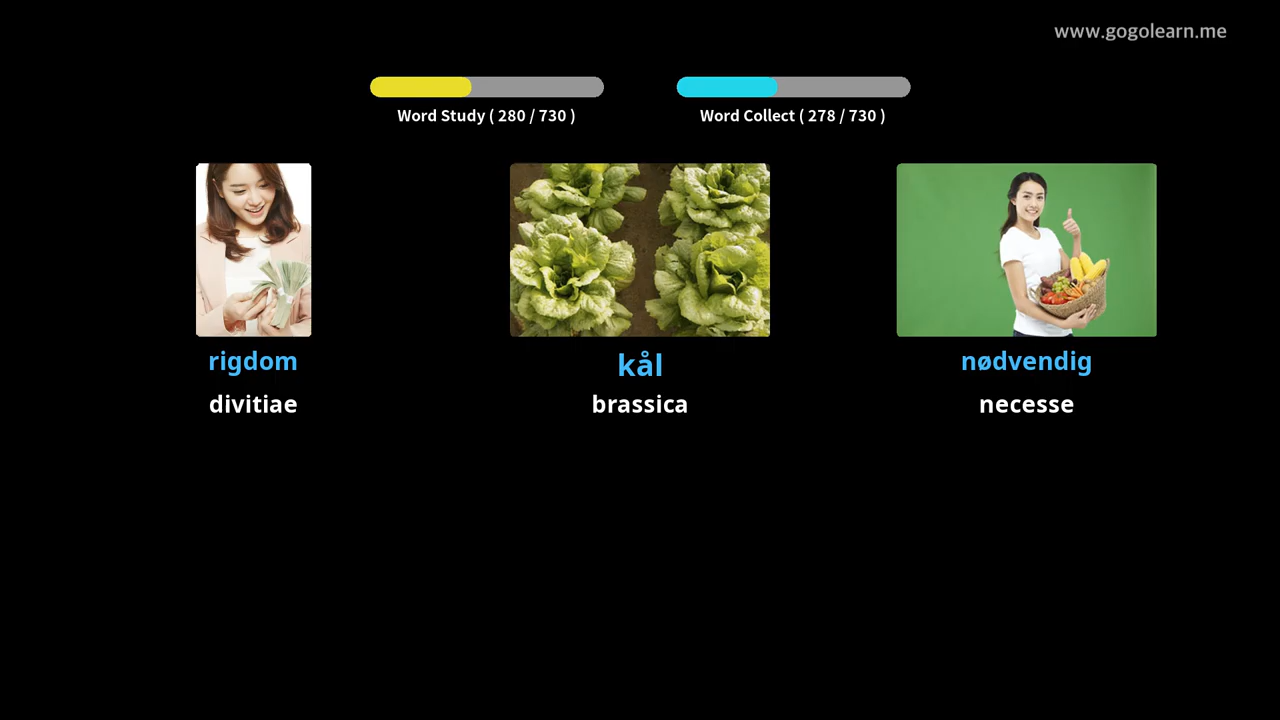 www.gogolearn.me
Word Study ( 280 / 730 )
Word Collect ( 278 / 730 )
rigdom
kål
nødvendig
divitiae
brassica
necesse